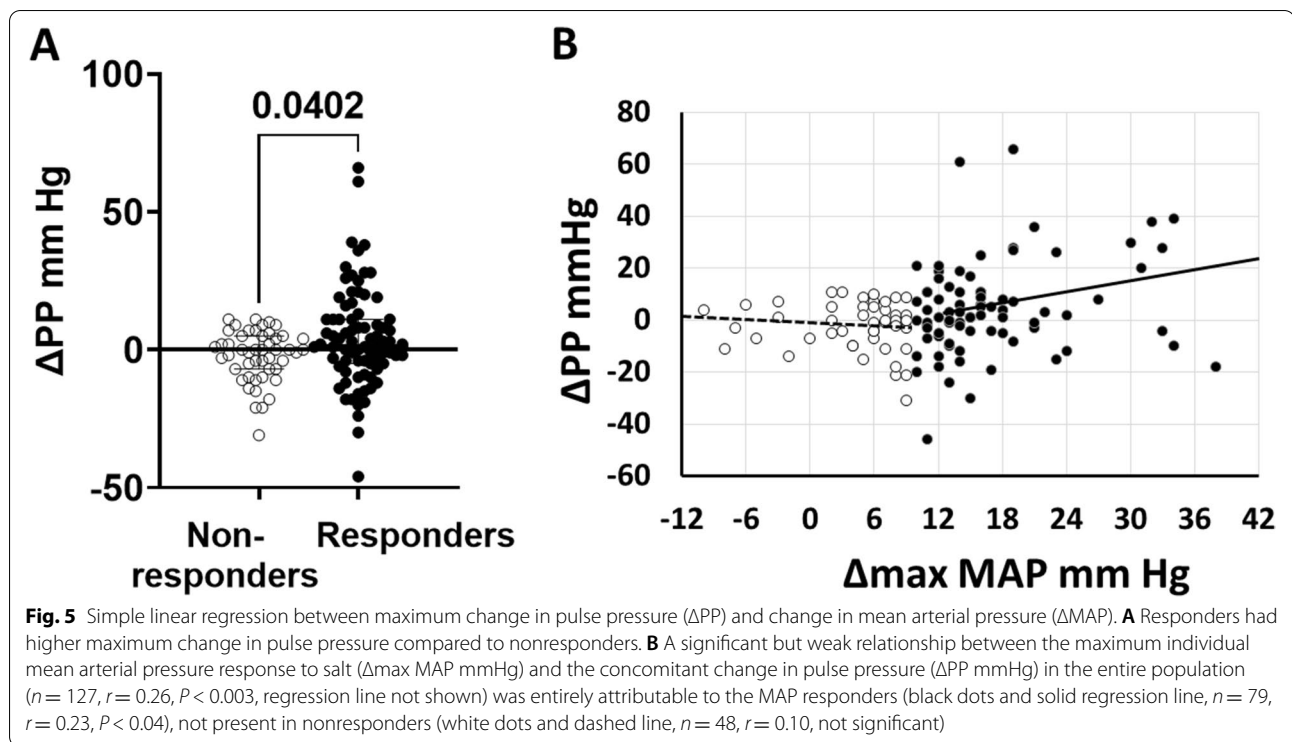 A
100
50
0
-50
ΔPP mm Hg
0.0402
Non-
responders
Responders
B
80
60
40
20
0
-20
-40
-60
ΔPP mmHg
-12 -6 0 6 12 18 24 30 36 42
Δmax MAP mm Hg
Fig. 5 Simple linear regression between maximum change in pulse pressure (ΔPP) and change in mean arterial pressure (ΔMAP). A Responders had
higher maximum change in pulse pressure compared to nonresponders. B A significant but weak relationship between the maximum individual
mean arterial pressure response to salt (Δmax MAP mmHg) and the concomitant change in pulse pressure (ΔPP mmHg) in the entire population
(n = 127, r = 0.26, P < 0.003, regression line not shown) was entirely attributable to the MAP responders (black dots and solid regression line, n = 79,
r = 0.23, P < 0.04), not present in nonresponders (white dots and dashed line, n = 48, r = 0.10, not significant)